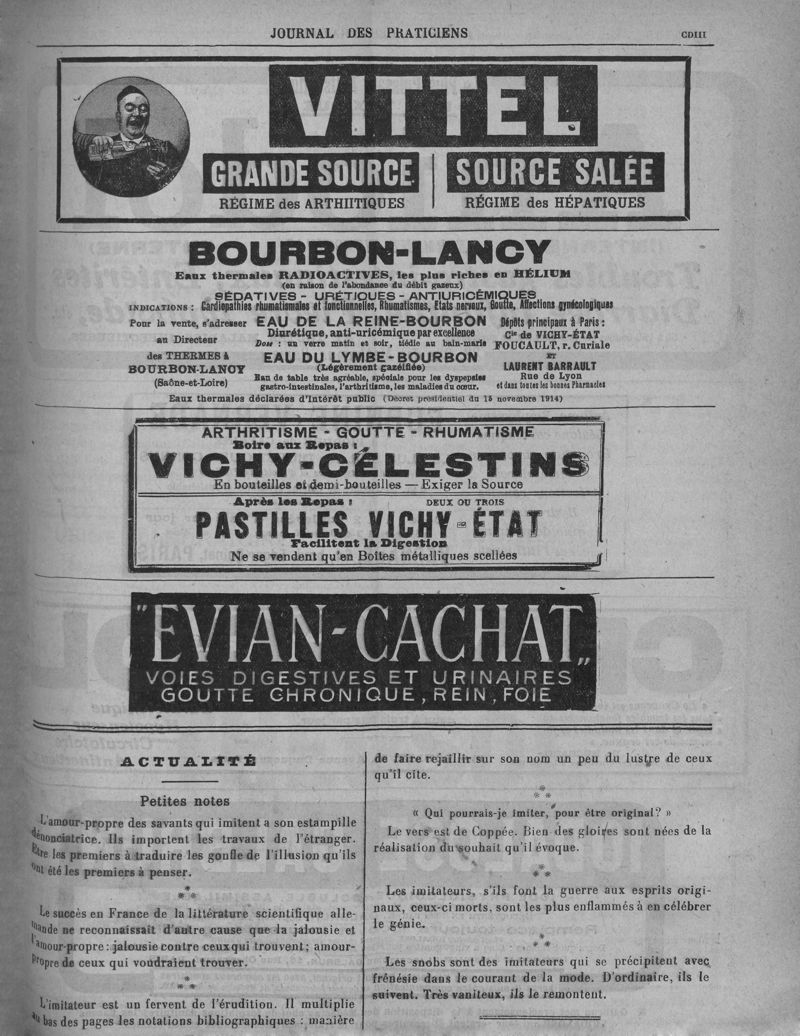 JOURNAL DES PRATICIENS
CDIII
VITTEL
GRANDE SOURCE
RÉGIME des ARTHIITIQUES
SOURCE SALÉE
RÉGIME des HÉPATIQUES
BOURBON-LANCY
Eaux thermales RADIOACTIVES, les plus riches en HÉLIUM
(en raison de l'abondance du débit gazeux)
SÉDATIVES - URÉTIQUES - ANTIURICÉMIQUES
INDICATIONS : Cardiopathies rhumatismales et fonctionnelles, Rhumatismes, Etats nerveux, Goutte, Affections gynécologiques
Pour la vente, s'adresser
au Directeur
des THERMES à
BOURBON-LANCY
(Saône-et-Loire)
EAU DE LA REINE-BOURBON
Diurétique, anti-uricémique par excellence
Dose : un verre matin et soir, tiédie au bain-marie
EAU DU LYMBE-BOURBON
(Légèrement gazéifiée)
Eau de table très agréable, spéciale pour les dyspepsies
gastro-intestinales, l'arthritisme, les maladies du cœur.
Dépôts principaux à Paris :
Cie de VICHY-ÉTAT
FOUCAULT, r. Curiale
ET
LAURENT BARRAULT
Rue de Lyon
et dans toutes les bonnes Pharmacies
Eaux thermales déclarées d'Intérêt public (Décret présidentiel du 15 novembre 1914)
ARTHRITISME - GOUTTE - RHUMATISME
Boire aux Repas :
VICHY-CÉLESTINS
En bouteilles et demi-bouteilles — Exiger la Source
Après les Repas : DEUX OU TROIS
PASTILLES VICHY-ÉTAT
Facilitent la Digestion
Ne se vendent qu'en Boîtes métalliques scellées
"EVIAN-CACHAT„
VOIES DIGESTIVES ET URINAIRES
GOUTTE CHRONIQUE, REIN, FOIE
ACTUALITÉ
Petites notes
L'amour-propre des savants qui imitent a son estampille
dénonciatrice. Ils importent les travaux de l'étranger.
Être les premiers à traduire les gonfle de l'illusion qu'ils
ont été les premiers à penser.
* * *
Le succès en France de la littérature scientifique alle-
mande ne reconnaissait d'autre cause que la jalousie et
l'amour-propre : jalousie contre ceux qui trouvent ; amour-
propre de ceux qui voudraient trouver.
* * *
L'imitateur est un fervent de l'érudition. Il multiplie
au bas des pages les notations bibliographiques : manière
de faire rejaillir sur son nom un peu du lustre de ceux
qu'il cite.
* * *
« Qui pourrais-je imiter, pour être original ? »
Le vers est de Coppée. Bien des gloires sont nées de la
réalisation du souhait qu'il évoque.
* * *
Les imitateurs, s'ils font la guerre aux esprits origi-
naux, ceux-ci morts, sont les plus enflammés à en célébrer
le génie.
* * *
Les snobs sont des imitateurs qui se précipitent avec
frénésie dans le courant de la mode. D'ordinaire, ils le
suivent. Très vaniteux, ils le remontent.